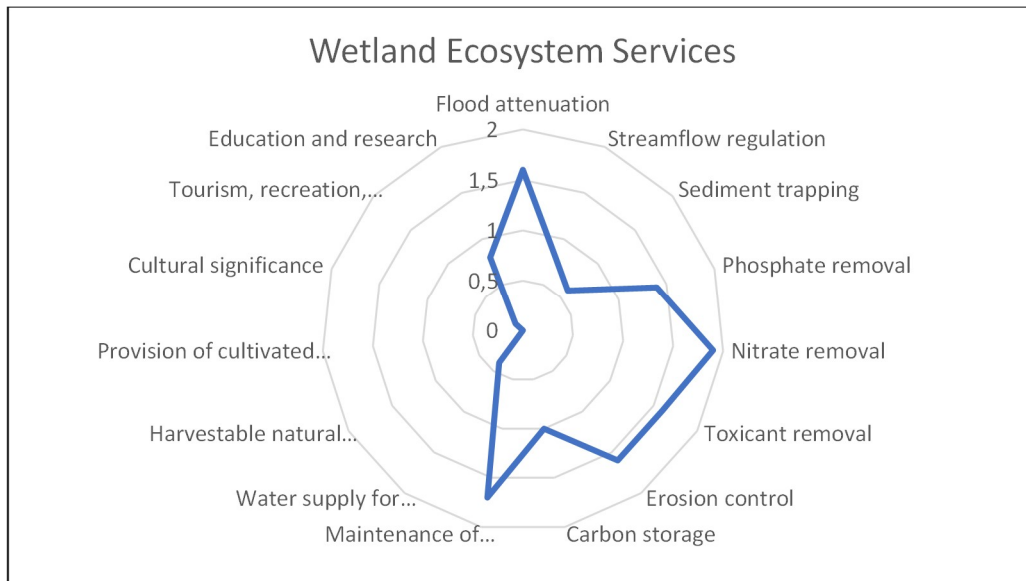 Wetland Ecosystem Services
Flood attenuation
Streamflow regulation
Sediment trapping
Phosphate removal
Nitrate removal
Toxicant removal
Erosion control
Carbon storage
Maintenance of...
Water supply for...
Harvestable natural...
Provision of cultivated...
Cultural significance
Tourism, recreation,...
Education and research
2
1,5
1
0,5
0